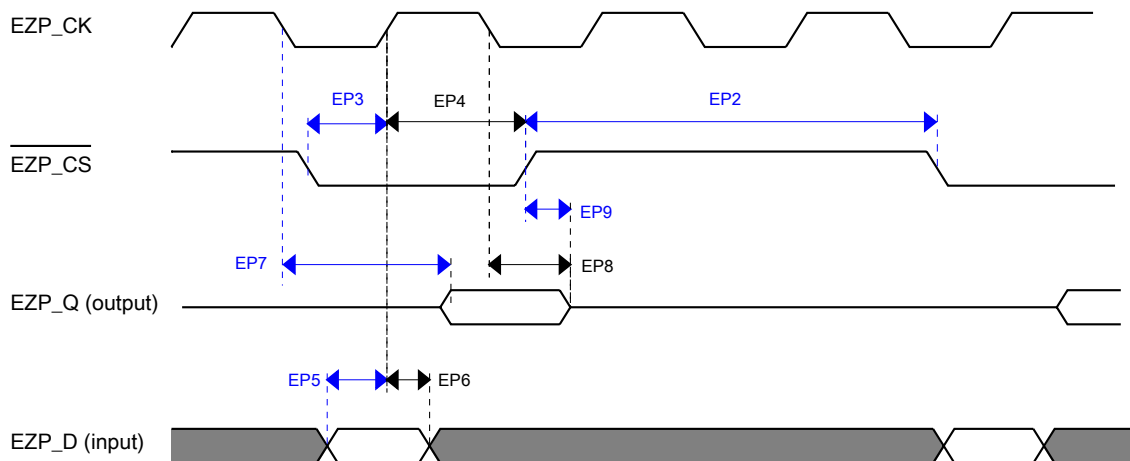 EZP_CK
EP3
EP4
EP2
EZP_CS
EP9
EP7
EP8
EZP_Q (output)
EP5
EP6
EZP_D (input)